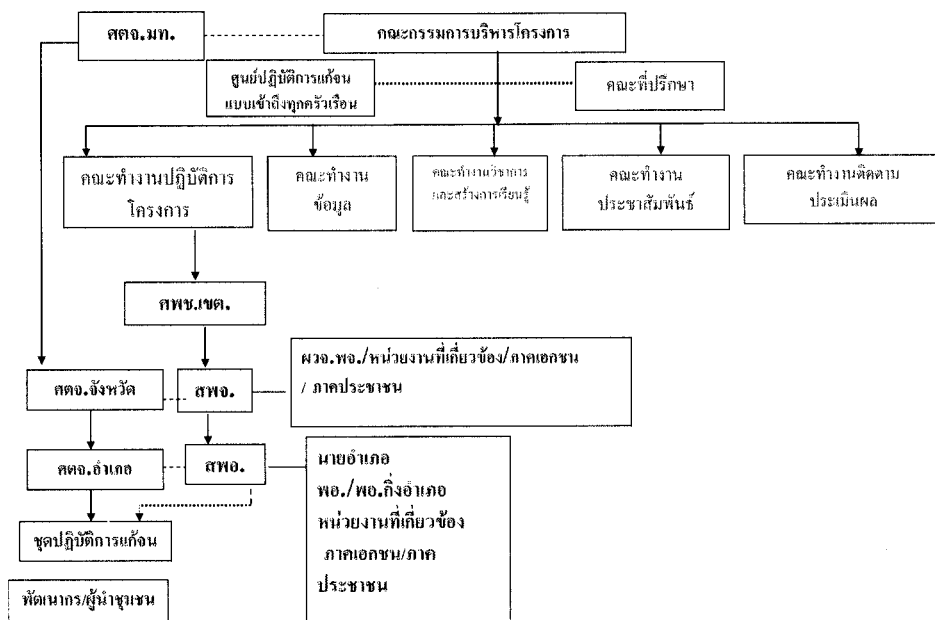 ศตจ.มท.
คณะกรรมการบริหารโครงการ
ศูนย์ปฏิบัติการแก้จน
แบบเข้าถึงทุกครัวเรือน
คณะที่ปรึกษา
คณะทำงานปฏิบัติการ
โครงการ
คณะทำงาน
ข้อมูล
คณะทำงานวิชาการ
และสร้างการเรียนรู้
คณะทำงาน
ประชาสัมพันธ์
คณะทำงานติดตาม
ประเมินผล
ศพช.เขต.
ผวจ.พจ./หน่วยงานที่เกี่ยวข้อง/ภาคเอกชน
/ ภาคประชาชน
ศตจ.จังหวัด
สพจ.
ศตจ.อำเภอ
สพอ.
นายอำเภอ
พอ./พอ.กิ่งอำเภอ
หน่วยงานที่เกี่ยวข้อง
ภาคเอกชน/ภาค
ประชาชน
ชุดปฏิบัติการแก้จน
พัฒนากร/ผู้นำชุมชน